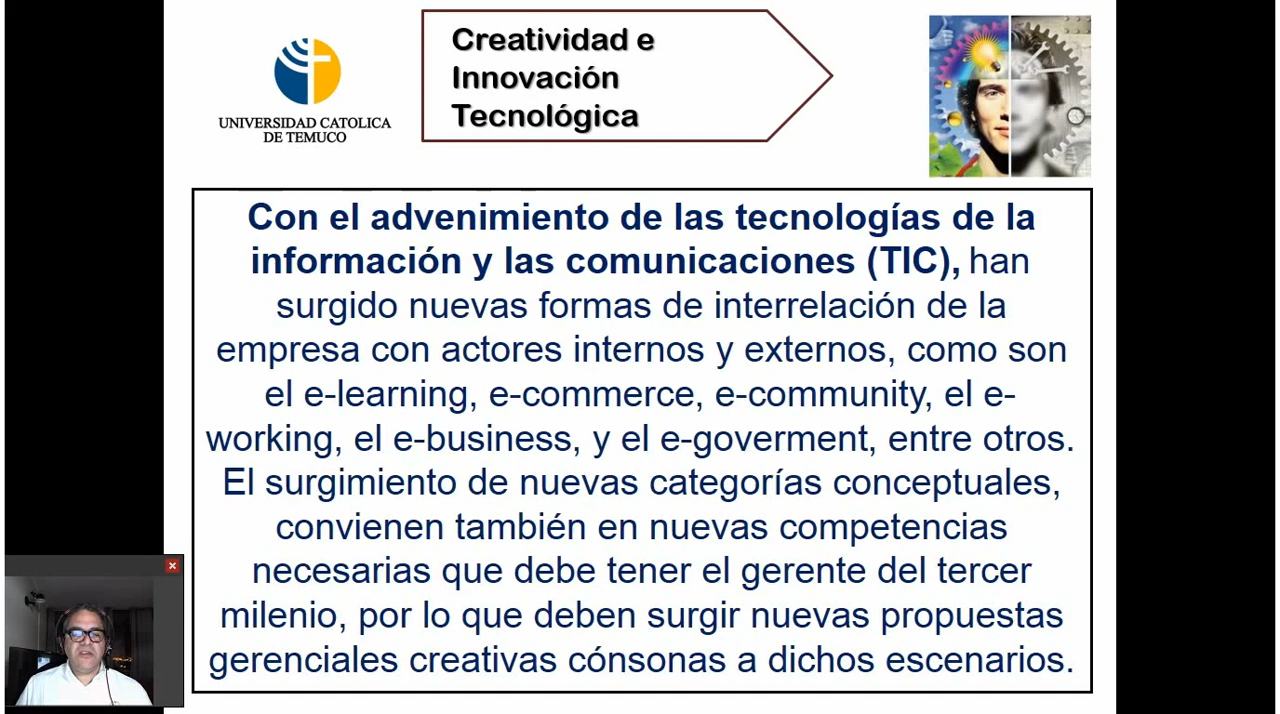 UNIVERSIDAD CATOLICA
DE TEMUCO
Creatividad e
Innovación
Tecnológica
Con el advenimiento de las tecnologías de la
información y las comunicaciones (TIC), han
surgido nuevas formas de interrelación de la
empresa con actores internos y externos, como son
el e-learning, e-commerce, e-community, el e-
working, el e-business, y el e-goverment, entre otros.
El surgimiento de nuevas categorías conceptuales,
convienen también en nuevas competencias
necesarias que debe tener el gerente del tercer
milenio, por lo que deben surgir nuevas propuestas
gerenciales creativas cónsonas a dichos escenarios.